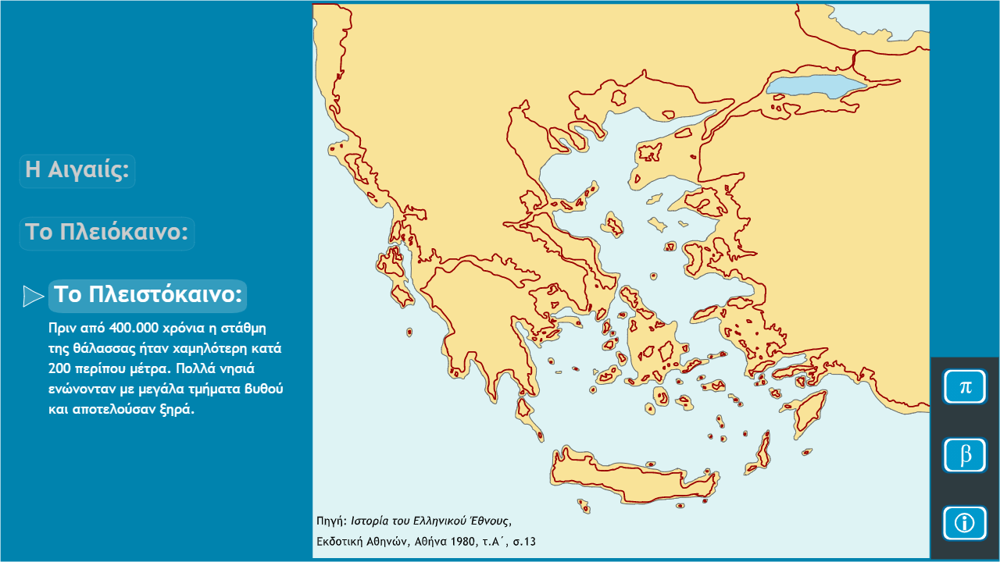 Η Αιγαιίς:
Το Πλειόκαινο:
Το Πλειστόκαινο:
Πριν από 400.000 χρόνια η στάθμη
της θάλασσας ήταν χαμηλότερη κατά
200 περίπου μέτρα. Πολλά νησιά
ενώνονταν με μεγάλα τμήματα βυθού
και αποτελούσαν ξηρά.
Πηγή: Ιστορία του Ελληνικού Έθνους,
Εκδοτική Αθηνών, Αθήνα 1980, τ.Α΄, σ.13
π
β
i